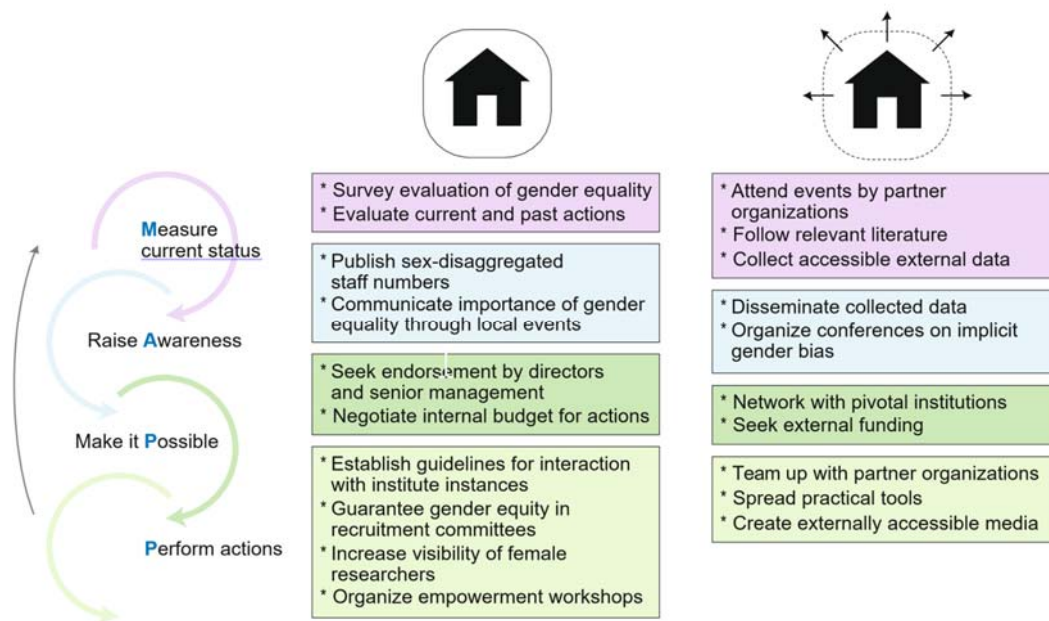 Measure
current status
Raise Awareness
Make it Possible
Perform actions
* Survey evaluation of gender equality
* Evaluate current and past actions
* Publish sex-disaggregated
staff numbers
* Communicate importance of gender
equality through local events
* Seek endorsement by directors
and senior management
* Negotiate internal budget for actions
* Establish guidelines for interaction
with institute instances
* Guarantee gender equity in
recruitment committees
* Increase visibility of female
researchers
* Organize empowerment workshops
* Attend events by partner
organizations
* Follow relevant literature
* Collect accessible external data
* Disseminate collected data
* Organize conferences on implicit
gender bias
* Network with pivotal institutions
* Seek external funding
* Team up with partner organizations
* Spread practical tools
* Create externally accessible media